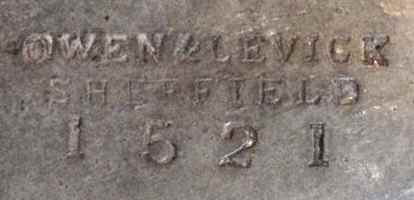 OWEN & LEVICK
SHEFFIELD
1521